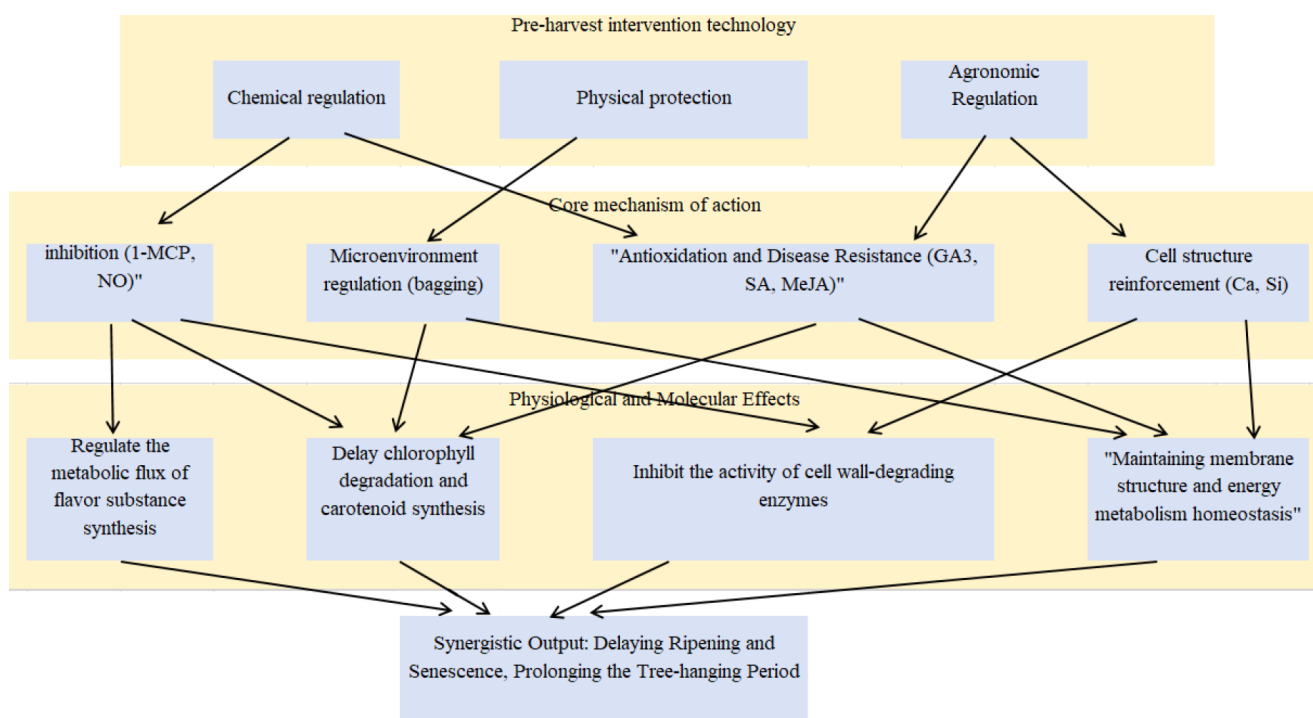 Pre-harvest intervention technology
Chemical regulation
Physical protection
Agronomic
Regulation
Core mechanism of action
inhibition (1-MCP,
NO)"
Microenvironment
regulation (bagging)
"Antioxidation and Disease Resistance (GA3,
SA, MeJA)"
Cell structure
reinforcement (Ca, Si)
Physiological and Molecular Effects
Regulate the
metabolic flux of
flavor substance
synthesis
Delay chlorophyll
degradation and
carotenoid synthesis
Inhibit the activity of cell wall-degrading
enzymes
"Maintaining membrane
structure and energy
metabolism homeostasis"
Synergistic Output: Delaying Ripening and
Senescence, Prolonging the Tree-hanging Period